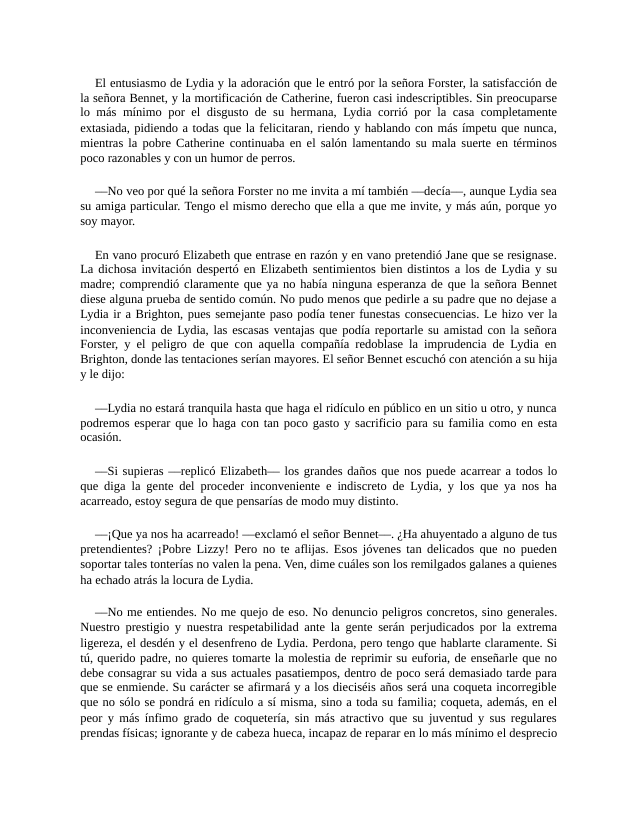 El entusiasmo de Lydia y la adoración que le entró por la señora Forster, la satisfacción de
la señora Bennet, y la mortificación de Catherine, fueron casi indescriptibles. Sin preocuparse
lo más mínimo por el disgusto de su hermana, Lydia corrió por la casa completamente
extasiada, pidiendo a todas que la felicitaran, riendo y hablando con más ímpetu que nunca,
mientras la pobre Catherine continuaba en el salón lamentando su mala suerte en términos
poco razonables y con un humor de perros.
—No veo por qué la señora Forster no me invita a mí también —decía—, aunque Lydia sea
su amiga particular. Tengo el mismo derecho que ella a que me invite, y más aún, porque yo
soy mayor.
En vano procuró Elizabeth que entrase en razón y en vano pretendió Jane que se resignase.
La dichosa invitación despertó en Elizabeth sentimientos bien distintos a los de Lydia y su
madre; comprendió claramente que ya no había ninguna esperanza de que la señora Bennet
diese alguna prueba de sentido común. No pudo menos que pedirle a su padre que no dejase a
Lydia ir a Brighton, pues semejante paso podía tener funestas consecuencias. Le hizo ver la
inconveniencia de Lydia, las escasas ventajas que podía reportarle su amistad con la señora
Forster, y el peligro de que con aquella compañía redoblase la imprudencia de Lydia en
Brighton, donde las tentaciones serían mayores. El señor Bennet escuchó con atención a su hija
y le dijo:
—Lydia no estará tranquila hasta que haga el ridículo en público en un sitio u otro, y nunca
podremos esperar que lo haga con tan poco gasto y sacrificio para su familia como en esta
ocasión.
—Si supieras —replicó Elizabeth— los grandes daños que nos puede acarrear a todos lo
que diga la gente del proceder inconveniente e indiscreto de Lydia, y los que ya nos ha
acarreado, estoy segura de que pensarías de modo muy distinto.
—¡Que ya nos ha acarreado! —exclamó el señor Bennet—. ¿Ha ahuyentado a alguno de tus
pretendientes? ¡Pobre Lizzy! Pero no te aflijas. Esos jóvenes tan delicados que no pueden
soportar tales tonterías no valen la pena. Ven, dime cuáles son los remilgados galanes a quienes
ha echado atrás la locura de Lydia.
—No me entiendes. No me quejo de eso. No denuncio peligros concretos, sino generales.
Nuestro prestigio y nuestra respetabilidad ante la gente serán perjudicados por la extrema
ligereza, el desdén y el desenfreno de Lydia. Perdona, pero tengo que hablarte claramente. Si
tú, querido padre, no quieres tomarte la molestia de reprimir su euforia, de enseñarle que no
debe consagrar su vida a sus actuales pasatiempos, dentro de poco será demasiado tarde para
que se enmiende. Su carácter se afirmará y a los dieciséis años será una coqueta incorregible
que no sólo se pondrá en ridículo a sí misma, sino a toda su familia; coqueta, además, en el
peor y más ínfimo grado de coquetería, sin más atractivo que su juventud y sus regulares
prendas físicas; ignorante y de cabeza hueca, incapaz de reparar en lo más mínimo el desprecio